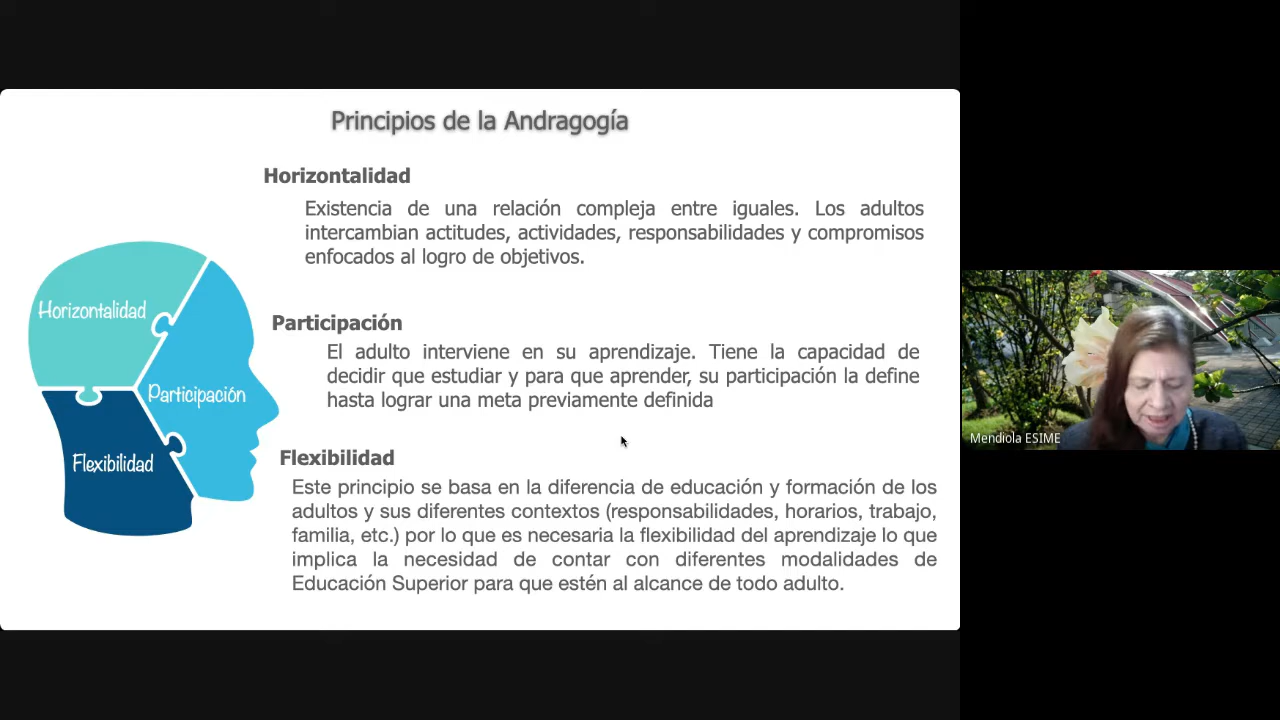 Principios de la Andragogía
Horizontalidad
Existencia de una relación compleja entre iguales. Los adultos
intercambian actitudes, actividades, responsabilidades y compromisos
enfocados al logro de objetivos.
Participación
El adulto interviene en su aprendizaje. Tiene la capacidad de
decidir que estudiar y para que aprender, su participación la define
hasta lograr una meta previamente definida
Flexibilidad
Este principio se basa en la diferencia de educación y formación de los
adultos y sus diferentes contextos (responsabilidades, horarios, trabajo,
familia, etc.) por lo que es necesaria la flexibilidad del aprendizaje lo que
implica la necesidad de contar con diferentes modalidades de
Educación Superior para que estén al alcance de todo adulto.
Horizontalidad
Participación
Flexibilidad
Mendiola ESIME